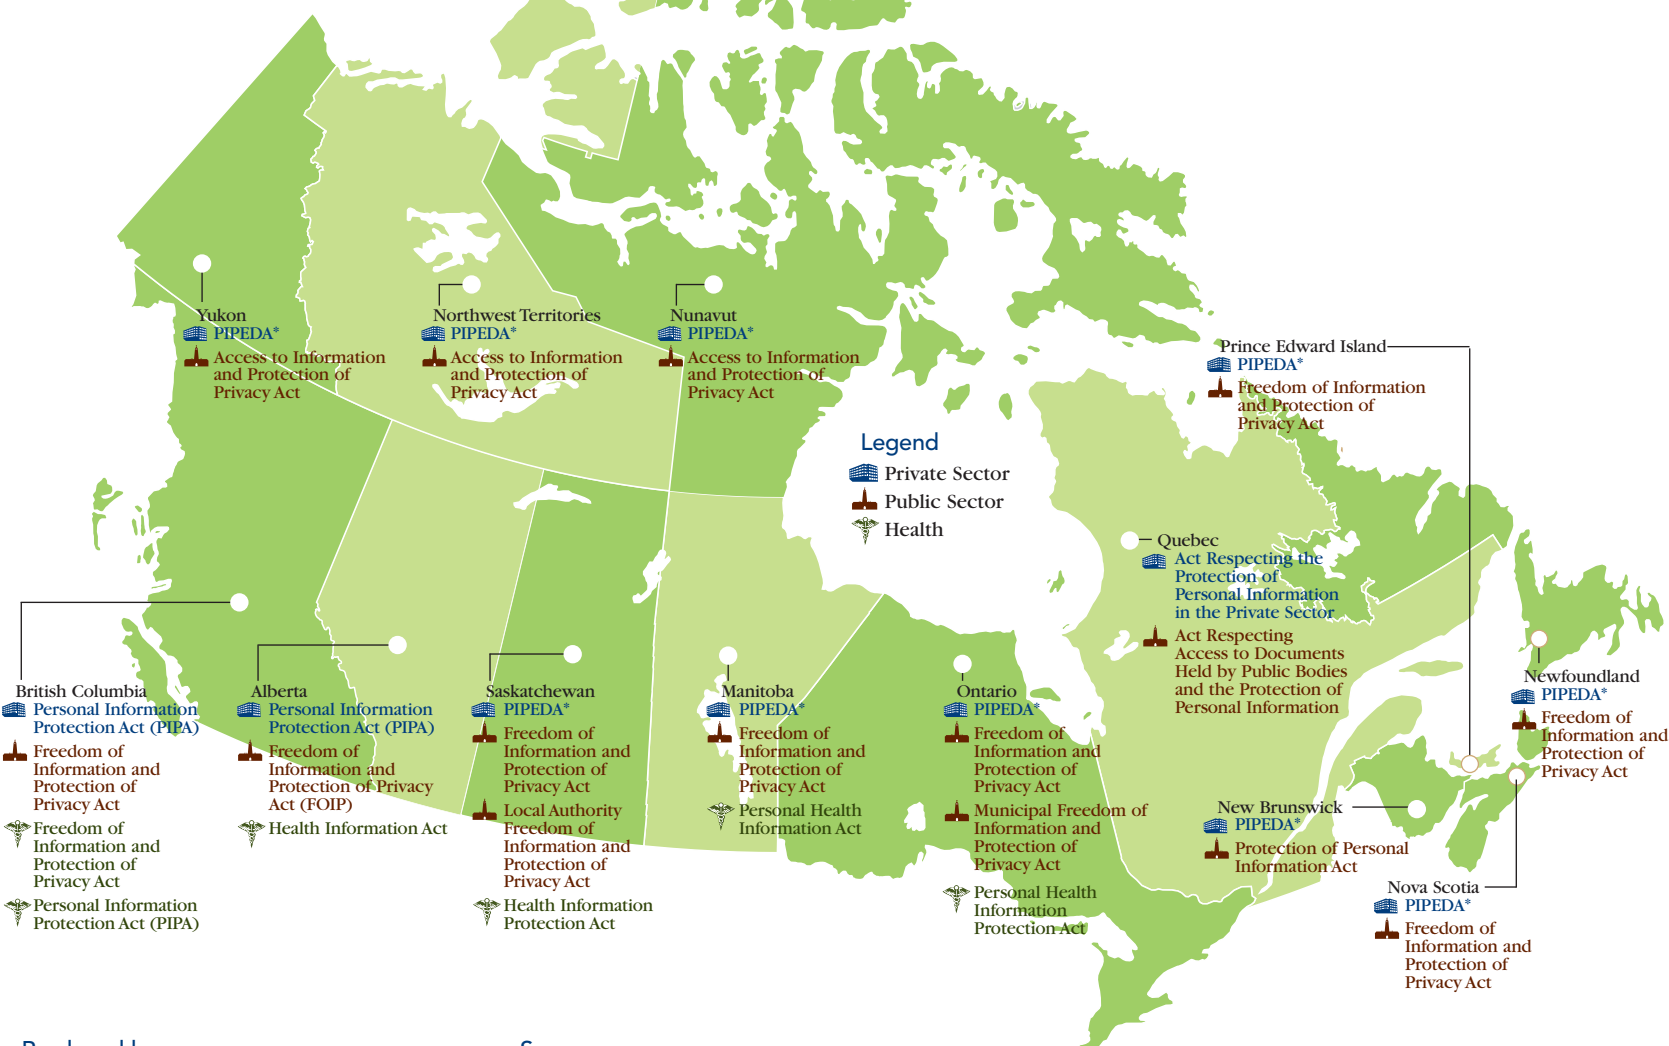 Yukon
PIPEDA*
Access to Information
and Protection of
Privacy Act
Northwest Territories
PIPEDA*
Access to Information
and Protection of
Privacy Act
Nunavut
PIPEDA*
Access to Information
and Protection of
Privacy Act
Prince Edward Island
PIPEDA*
Freedom of Information
and Protection of
Privacy Act
Legend
Private Sector
Public Sector
Health
Quebec
Act Respecting the
Protection of
Personal Information
in the Private Sector
Act Respecting
Access to Documents
Held by Public Bodies
and the Protection of
Personal Information
British Columbia
Personal Information
Protection Act (PIPA)
Freedom of
Information and
Protection of
Privacy Act
Freedom of
Information and
Protection of
Privacy Act
Personal Information
Protection Act (PIPA)
Alberta
Personal Information
Protection Act (PIPA)
Freedom of
Information and
Protection of Privacy
Act (FOIP)
Health Information Act
Saskatchewan
PIPEDA*
Freedom of
Information and
Protection of
Privacy Act
Local Authority
Freedom of
Information and
Protection of
Privacy Act
Health Information
Protection Act
Manitoba
PIPEDA*
Freedom of
Information and
Protection of
Privacy Act
Personal Health
Information Act
Ontario
PIPEDA*
Freedom of
Information and
Protection of
Privacy Act
Municipal Freedom of
Information and
Protection of
Privacy Act
Personal Health
Information
Protection Act
Newfoundland
PIPEDA*
Freedom of
Information and
Protection of
Privacy Act
New Brunswick
PIPEDA*
Protection of Personal
Information Act
Nova Scotia
PIPEDA*
Freedom of
Information and
Protection of
Privacy Act